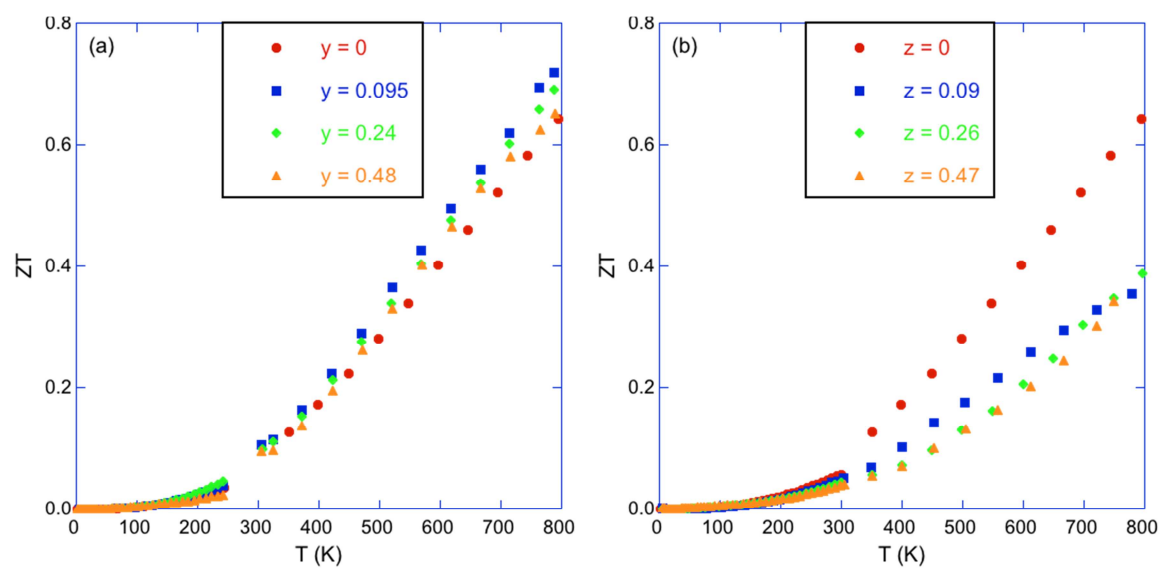 (a)
y = 0
y = 0.095
y = 0.24
y = 0.48
0.8
0.6
0.4
0.2
0.0
ZT
0 100 200 300 400 500 600 700 800
T (K)
(b)
z = 0
z = 0.09
z = 0.26
z = 0.47
0.8
0.6
0.4
0.2
0.0
ZT
0 100 200 300 400 500 600 700 800
T (K)